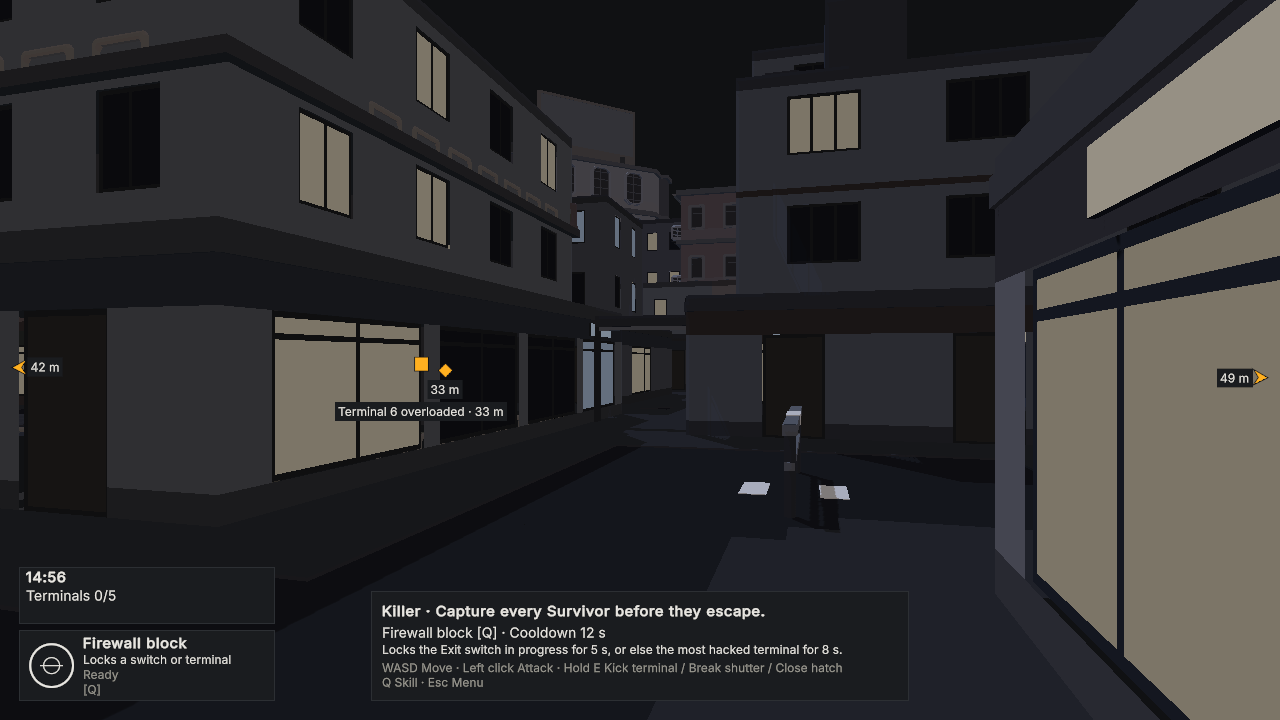 42 m
33 m
Terminal 6 overloaded · 33 m
49 m
14:56
Terminals 0/5
Firewall block
Locks a switch or terminal
Ready
[Q]
Killer · Capture every Survivor before they escape.
Firewall block [Q] · Cooldown 12 s
Locks the Exit switch in progress for 5 s, or else the most hacked terminal for 8 s.
WASD Move · Left click Attack · Hold E Kick terminal / Break shutter / Close hatch
Q Skill · Esc Menu